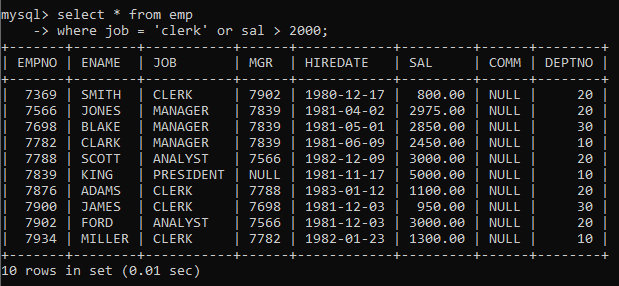 mysql> select * from emp
    -> where job = 'clerk' or sal > 2000;
+-------+--------+-----------+------+------------+---------+------+--------+
| EMPNO | ENAME  | JOB       | MGR  | HIREDATE   | SAL     | COMM | DEPTNO |
+-------+--------+-----------+------+------------+---------+------+--------+
|  7369 | SMITH  | CLERK     | 7902 | 1980-12-17 |  800.00 | NULL |     20 |
|  7566 | JONES  | MANAGER   | 7839 | 1981-04-02 | 2975.00 | NULL |     20 |
|  7698 | BLAKE  | MANAGER   | 7839 | 1981-05-01 | 2850.00 | NULL |     30 |
|  7782 | CLARK  | MANAGER   | 7839 | 1981-06-09 | 2450.00 | NULL |     10 |
|  7788 | SCOTT  | ANALYST   | 7566 | 1982-12-09 | 3000.00 | NULL |     20 |
|  7839 | KING   | PRESIDENT | NULL | 1981-11-17 | 5000.00 | NULL |     10 |
|  7876 | ADAMS  | CLERK     | 7788 | 1983-01-12 | 1100.00 | NULL |     20 |
|  7900 | JAMES  | CLERK     | 7698 | 1981-12-03 |  950.00 | NULL |     30 |
|  7902 | FORD   | ANALYST   | 7566 | 1981-12-03 | 3000.00 | NULL |     20 |
|  7934 | MILLER | CLERK     | 7782 | 1982-01-23 | 1300.00 | NULL |     10 |
+-------+--------+-----------+------+------------+---------+------+--------+
10 rows in set (0.01 sec)